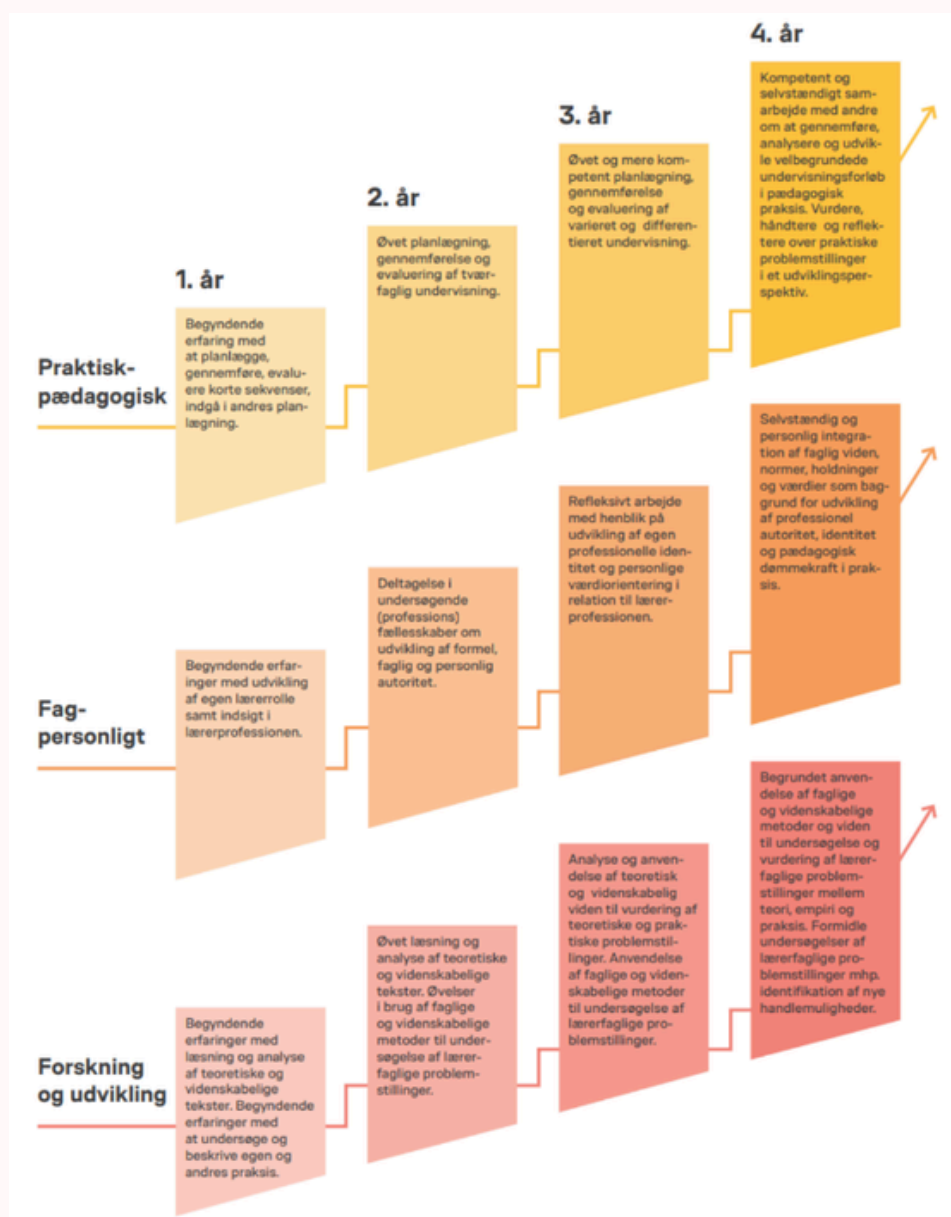 1. år
2. år
3. år
4. år
Praktisk-
pædagogisk
Begyndende
erfaring med
at planlægge,
gennemføre, evalu-
ere korte sekvenser,
indgå i andres plan-
lægning.
Øvet planlægning,
gennemførelse og
evaluering af tvær-
faglig undervisning.
Øvet og mere kom-
petent planlægning,
gennemførelse
og evaluering af
varieret og differen-
tieret undervisning.
Kompetent og
selvstændigt sam-
arbejde med andre
om at gennemføre,
analysere og udvik-
le velbegrundede
undervisningsforløb
i pædagogisk
praksis. Vurdere,
håndtere og reflek-
tere over praktiske
problemstillinger
i et udviklingsper-
spektiv.
Fag-
personligt
Begyndende erfar-
inger med udvikling
af egen lærerrolle
samt indsigt i
lærerprofessionen.
Deltagelse i
undersøgende
(professions)
fællesskaber om
udvikling af formel,
faglig og personlig
autoritet.
Refleksivt arbejde
med henblik på
udvikling af egen
professionelle iden-
titet og personlige
værdiorientering i
relation til lærer-
professionen.
Selvstændig og
personlig integra-
tion af faglig viden,
normer, holdninger
og værdier som bag-
grund for udvikling
af professionel
autoritet, identitet
og pædagogisk
dømmekraft i prak-
sis.
Forskning
og udvikling
Begyndende
erfaringer med
læsning og analyse
af teoretiske og
videnskabelige
tekster. Begyndende
erfaringer med
at undersøge og
beskrive egen og
andres praksis.
Øvet læsning og
analyse af teoretiske
og videnskabelige
tekster. Øvelser
i brug af faglige
og videnskabelige
metoder til under-
søgelse af lærer-
faglige problem-
stillinger.
Analyse og anven-
delse af teoretisk
og videnskabelig
viden til vurdering af
teoretiske og prak-
tiske problemstil-
linger. Anvendelse
af faglige og viden-
skabelige metoder
til undersøgelse af
lærerfaglige pro-
blemstillinger.
Begrundet anven-
delse af faglige
og videnskabelige
metoder og viden
til undersøgelse og
vurdering af lærer-
faglige problem-
stillinger mellem
teori, empiri og
praksis. Formidle
undersøgelser af
lærerfaglige pro-
blemstillinger mhp.
identifikation af nye
handlemuligheder.